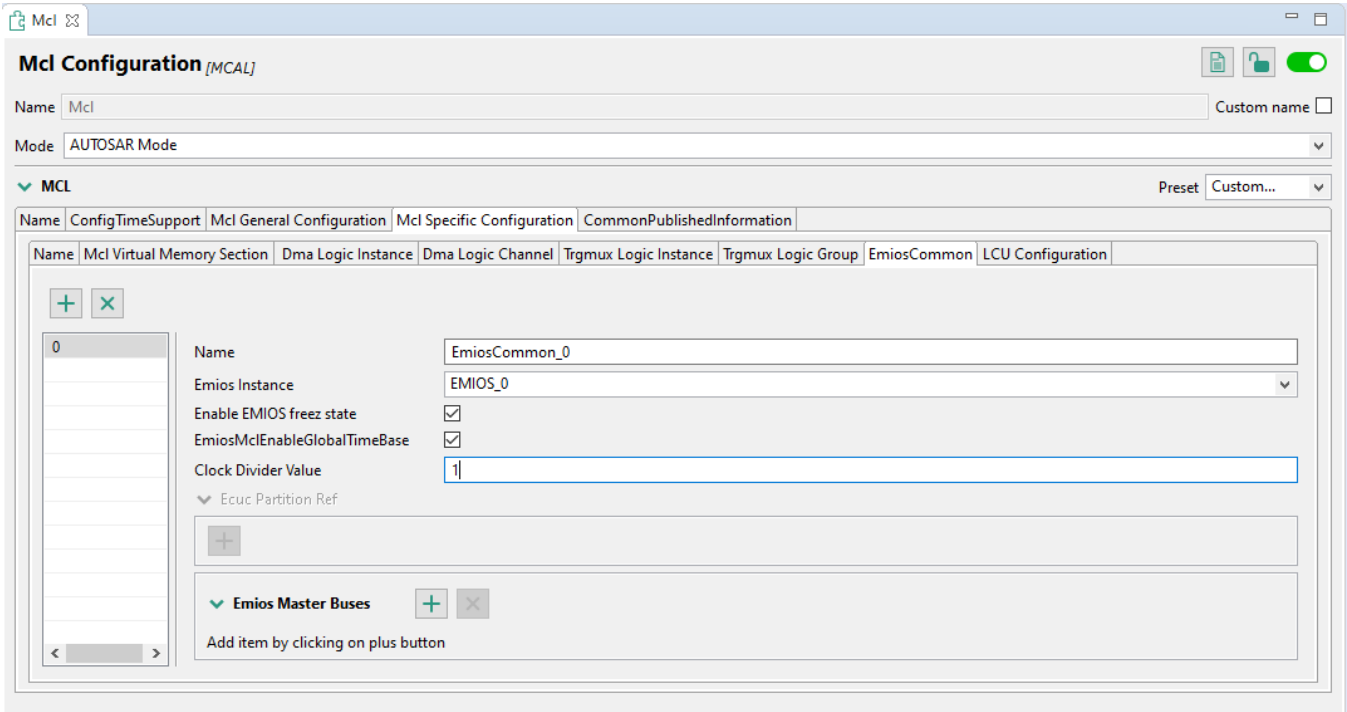 Mcl
Mcl Configuration [MCAL]
Name Mcl Custom name
Mode AUTOSAR Mode
MCL Preset Custom...
Name ConfigTimeSupport Mcl General Configuration Mcl Specific Configuration CommonPublishedInformation
Name Mcl Virtual Memory Section Dma Logic Instance Dma Logic Channel Trgmux Logic Instance Trgmux Logic Group EmiosCommon LCU Configuration
0
Name EmiosCommon_0
Emios Instance EMIOS_0
Enable EMIOS freez state
EmiosMclEnableGlobalTimeBase
Clock Divider Value 1
Ecuc Partition Ref
Emios Master Buses
Add item by clicking on plus button